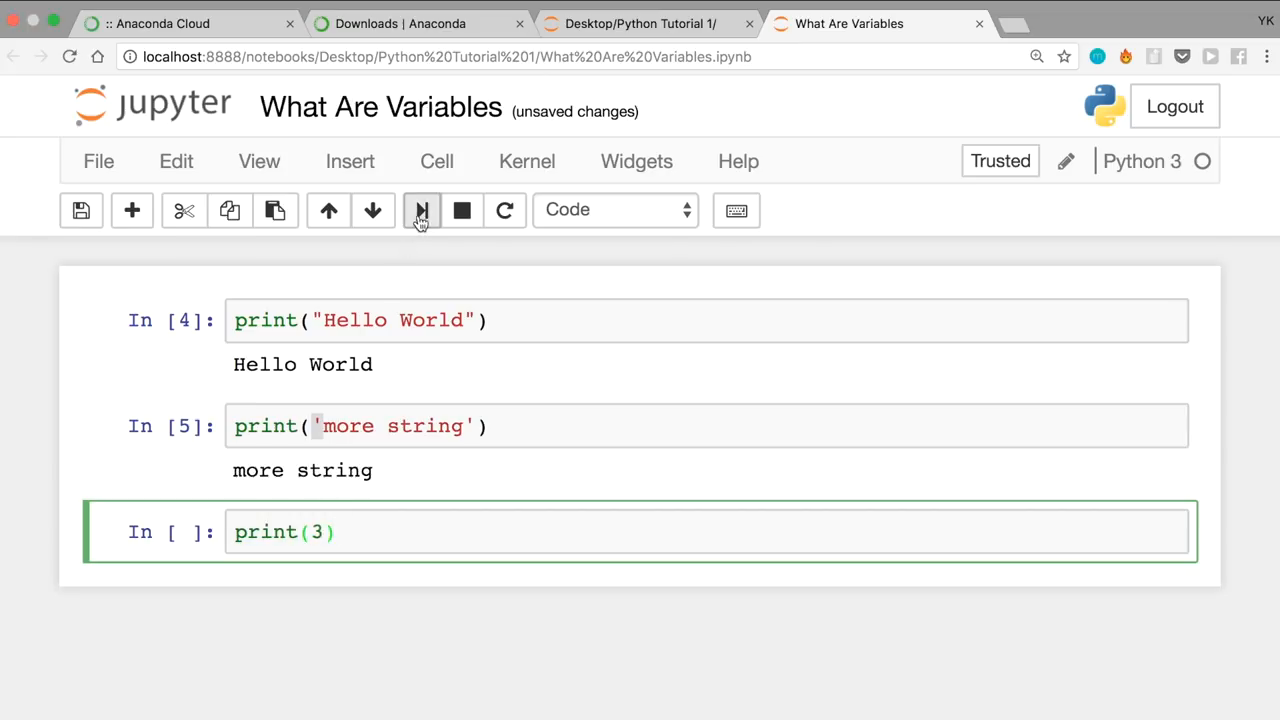 :: Anaconda Cloud
Downloads | Anaconda
Desktop/Python Tutorial 1/
What Are Variables
YK
localhost:8888/notebooks/Desktop/Python%20Tutorial%201/What%20Are%20Variables.ipynb
jupyter What Are Variables (unsaved changes)
Logout
File Edit View Insert Cell Kernel Widgets Help
Trusted
Python 3
Code
In [4]: print("Hello World")
Hello World
In [5]: print('more string')
more string
In [ ]: print(3)